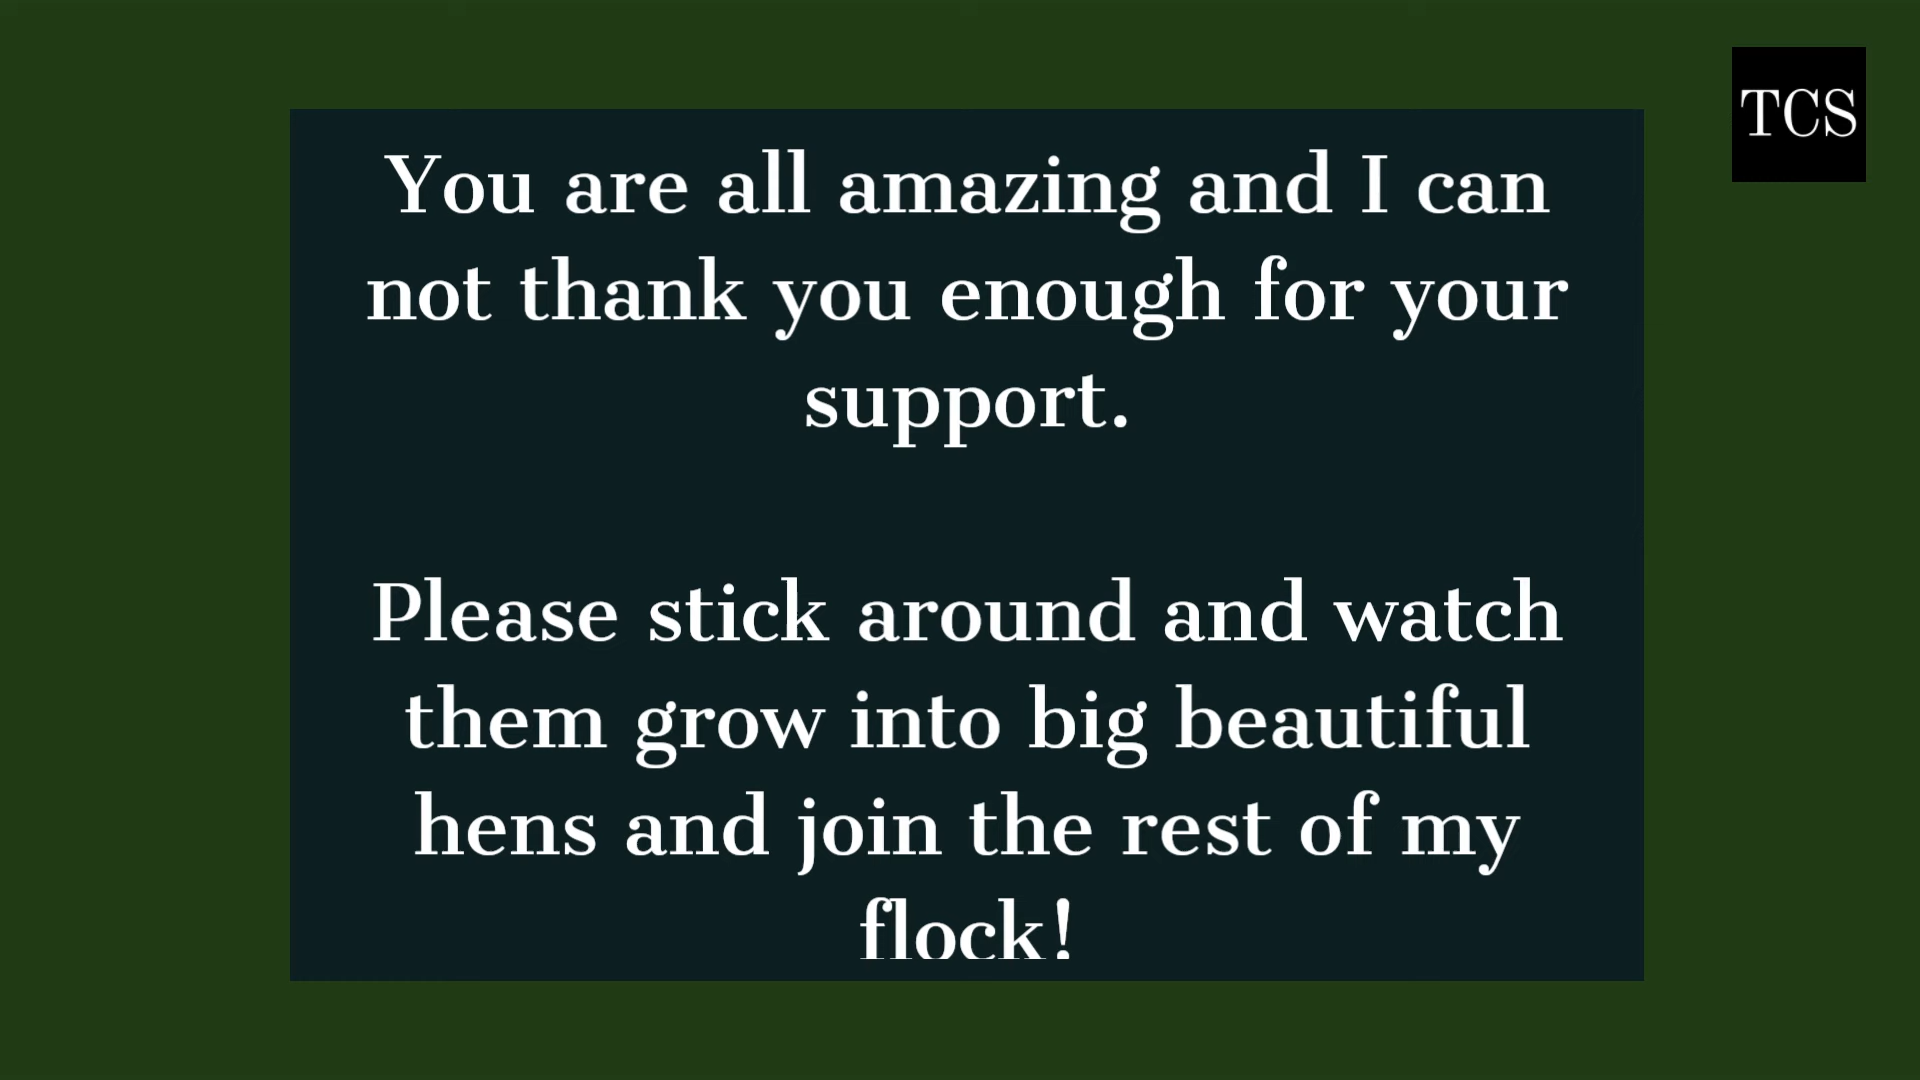 TCS
You are all amazing and I can
not thank you enough for your
support.
Please stick around and watch
them grow into big beautiful
hens and join the rest of my
flock!